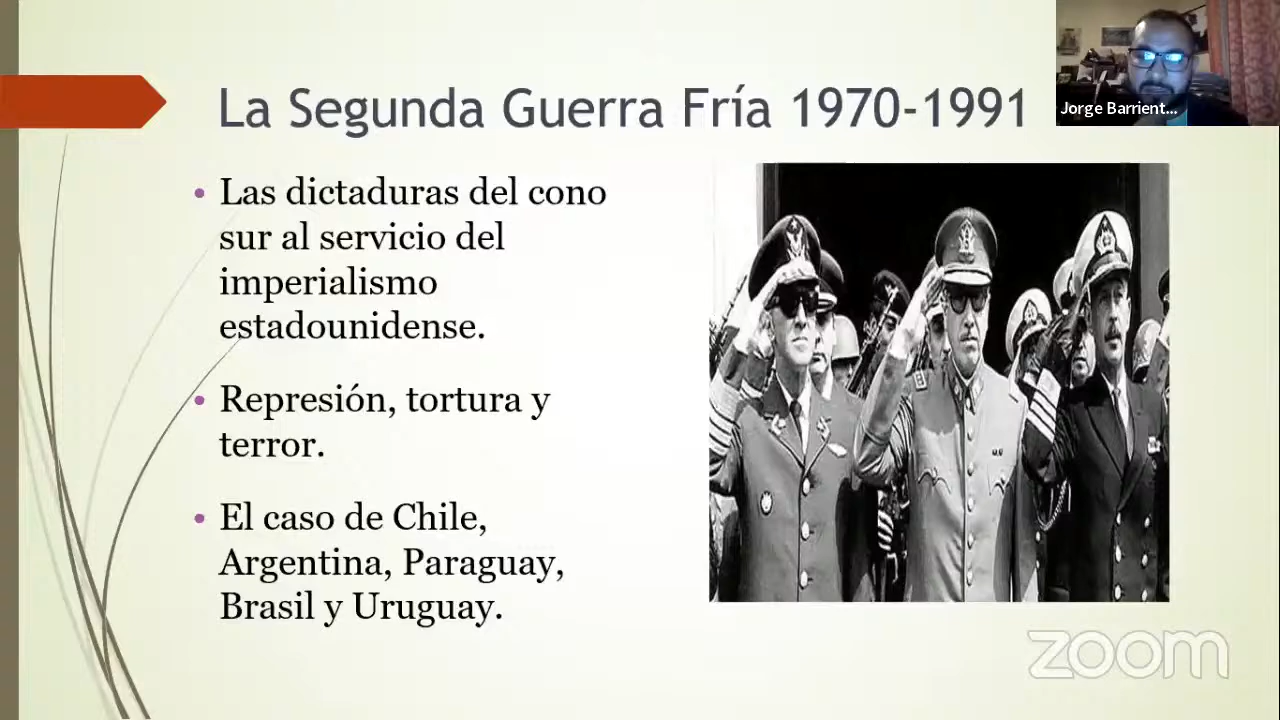 La Segunda Guerra Fría 1970-1991
Jorge Barrient...
• Las dictaduras del cono
sur al servicio del
imperialismo
estadounidense.
• Represión, tortura y
terror.
• El caso de Chile,
Argentina, Paraguay,
Brasil y Uruguay.
zoom